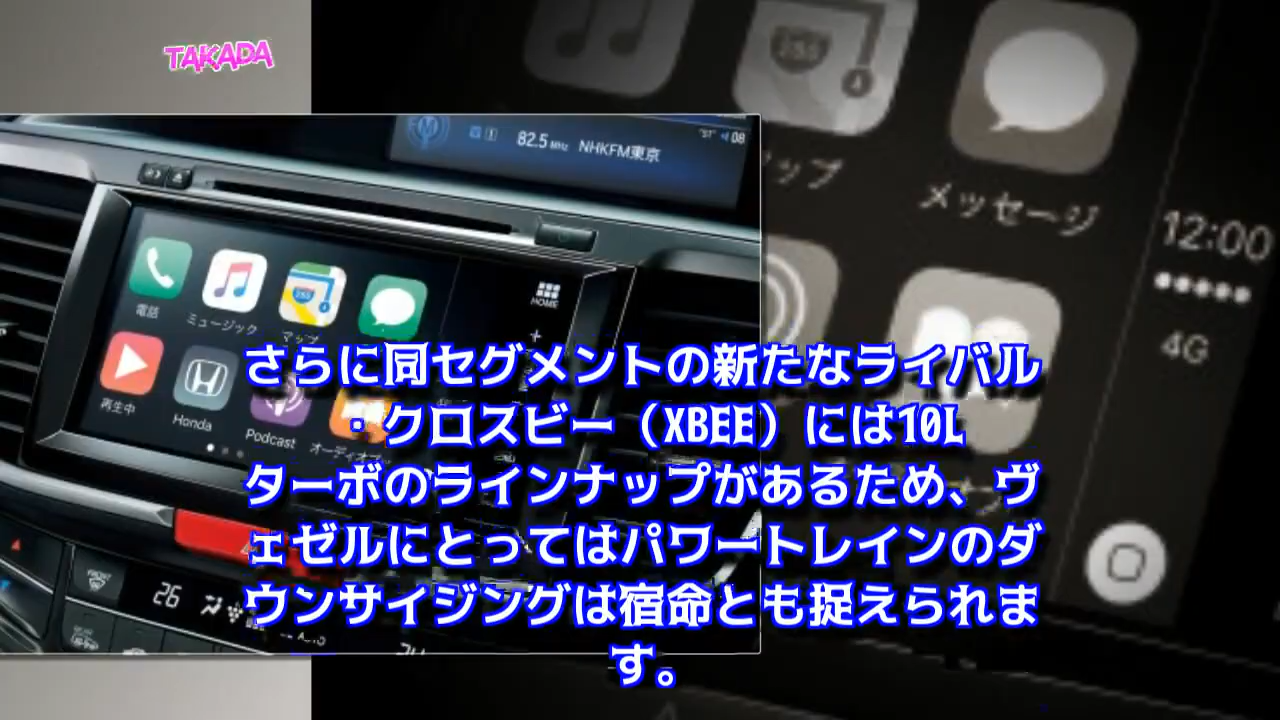 TAKADA
82.5 MHz NHKFM東京
08
メッセージ
12:00
4G
HOME
電話
ミュージック
マップ
再生中
Honda
Podcast
さらに同セグメントの新たなライバル
・クロスビー（XBEE）には10L
ターボのラインナップがあるため、ヴ
ェゼルにとってはパワートレインのダ
ウンサイジングは宿命とも捉えられま
す。
FRONT
26